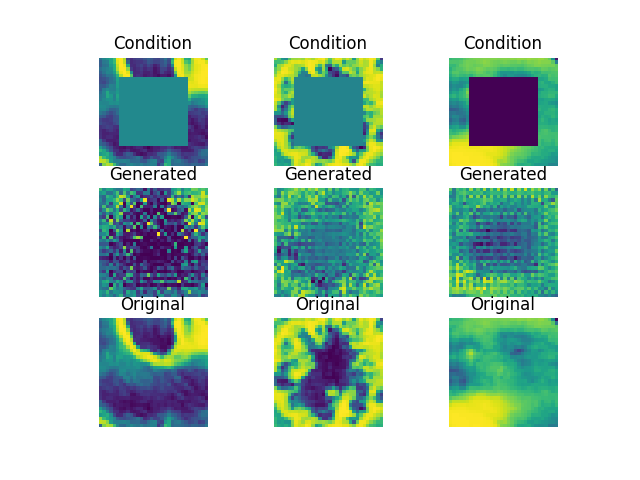 Condition Condition Condition
Generated Generated Generated
Original Original Original